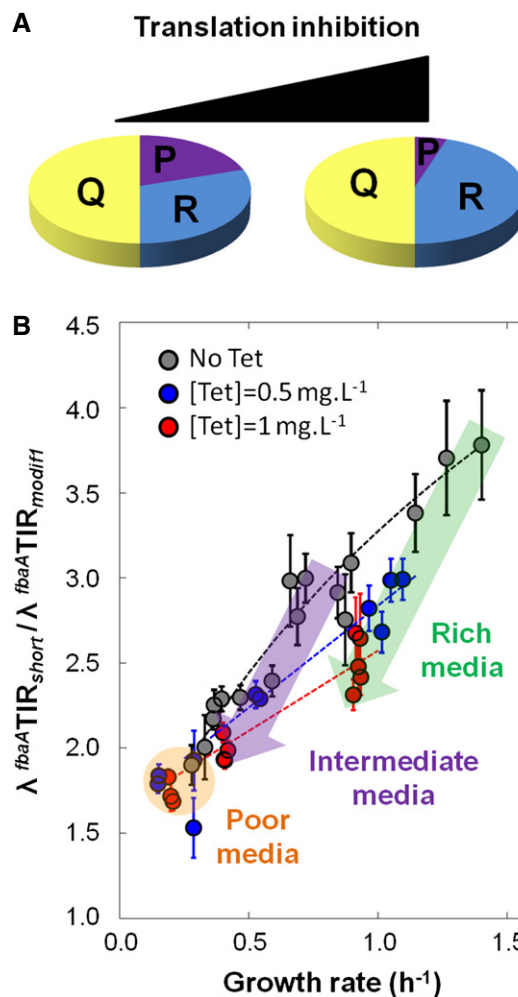 A
Translation inhibition
Q
P
R
Q
P
R
B
4.5
4.0
3.5
3.0
2.5
2.0
1.5
1.0
λ ᶠᵇᵃᴬTIRshort / λ ᶠᵇᵃᴬTIRmodif1
No Tet
[Tet]=0.5 mg.L⁻¹
[Tet]=1 mg.L⁻¹
Rich
media
Intermediate
media
Poor
media
0.0 0.5 1.0 1.5
Growth rate (h⁻¹)